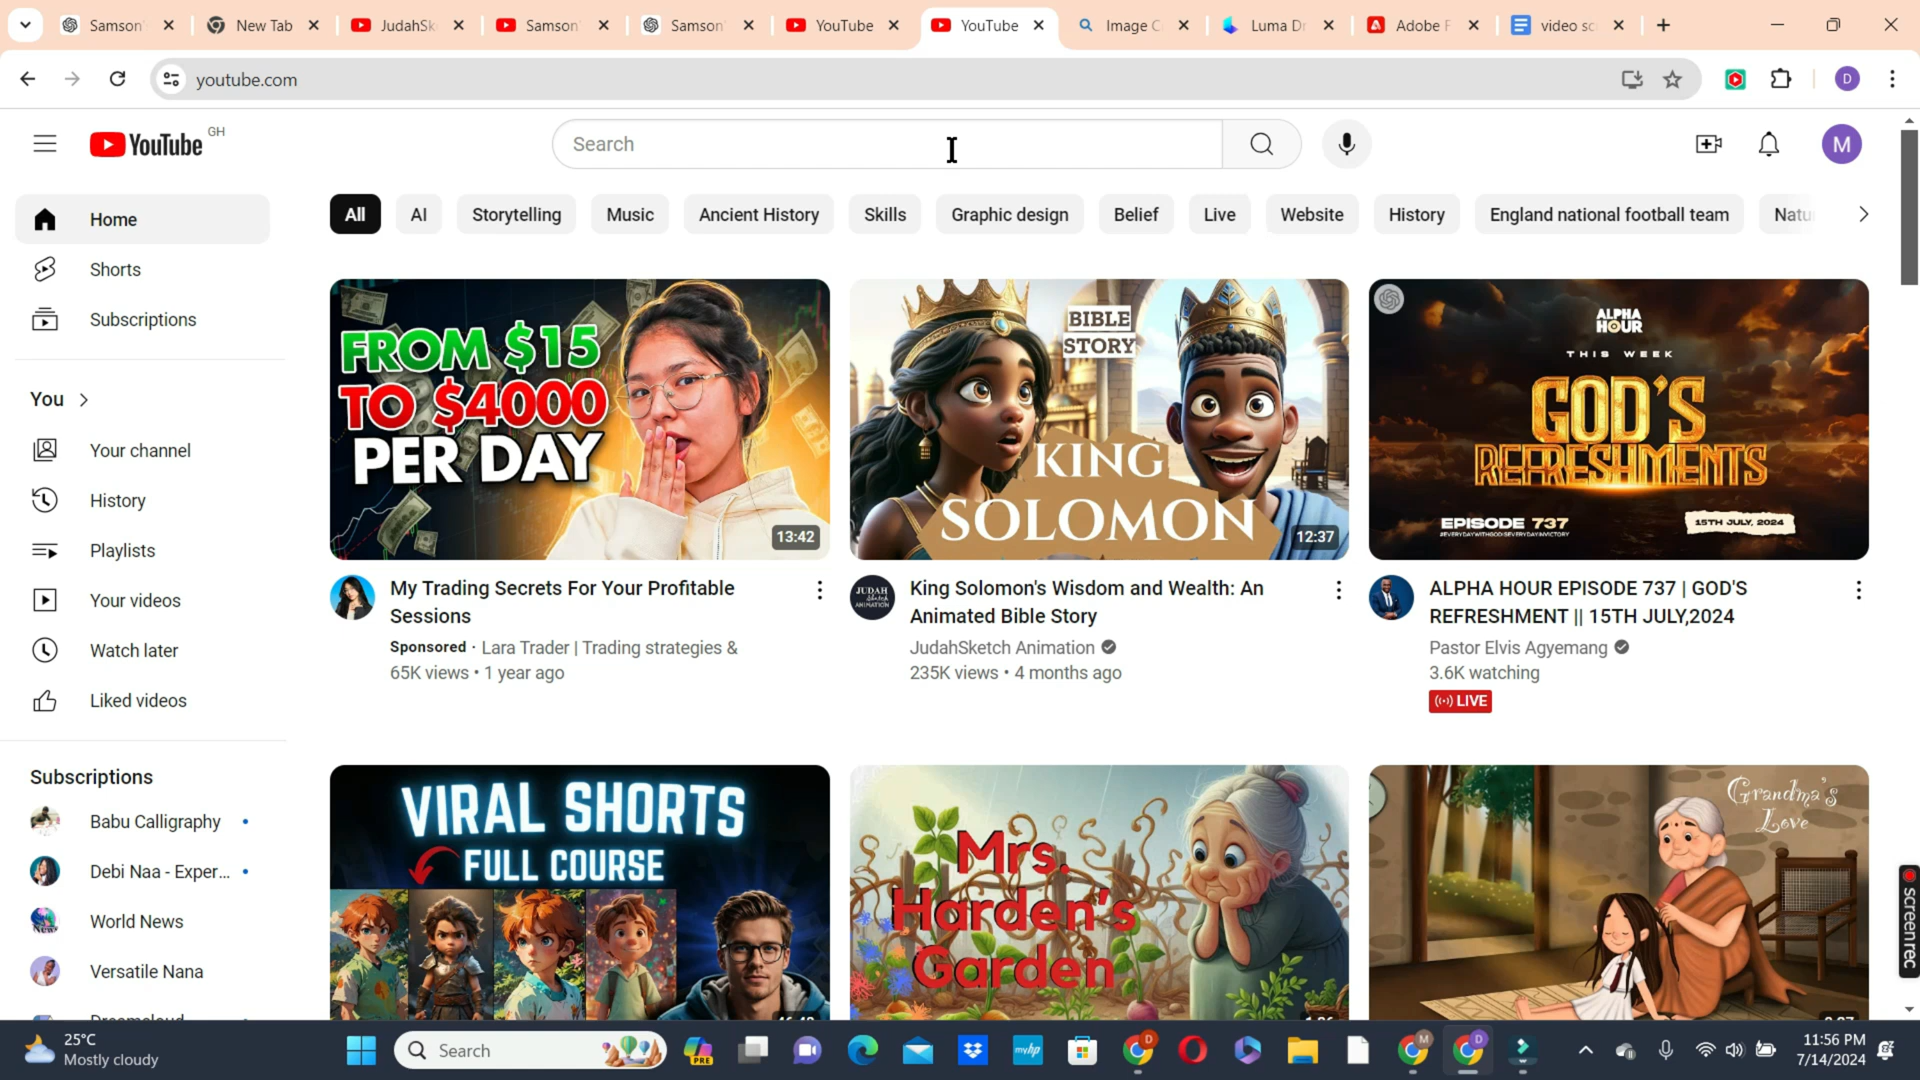 Samson
New Tab
JudahSk
Samson
Samson
YouTube
YouTube
Image C
Luma Dr
Adobe F
video sc
youtube.com
D
YouTube GH
Search
M
Home
Shorts
Subscriptions
You
Your channel
History
Playlists
Your videos
Watch later
Liked videos
Subscriptions
Babu Calligraphy
Debi Naa - Exper...
World News
Versatile Nana
All
AI
Storytelling
Music
Ancient History
Skills
Graphic design
Belief
Live
Website
History
England national football team
Natu
FROM $15
TO $4000
PER DAY
13:42
My Trading Secrets For Your Profitable
Sessions
Sponsored · Lara Trader | Trading strategies &
65K views • 1 year ago
BIBLE
STORY
KING
SOLOMON
12:37
JUDAH
Sketch
ANIMATION
King Solomon's Wisdom and Wealth: An
Animated Bible Story
JudahSketch Animation
235K views • 4 months ago
ALPHA
HOUR
THIS WEEK
GOD'S
REFRESHMENTS
EPISODE 737
#EVERYDAYWITHGODISEVERYDAYINVICTORY
15TH JULY, 2024
ALPHA HOUR EPISODE 737 | GOD'S
REFRESHMENT || 15TH JULY,2024
Pastor Elvis Agyemang
3.6K watching
LIVE
VIRAL SHORTS
FULL COURSE
Mrs.
Harden's
Garden
Grandma's
Love
screenrec
25°C
Mostly cloudy
Search
PRE
myhp
D
M
D
11:56 PM
7/14/2024